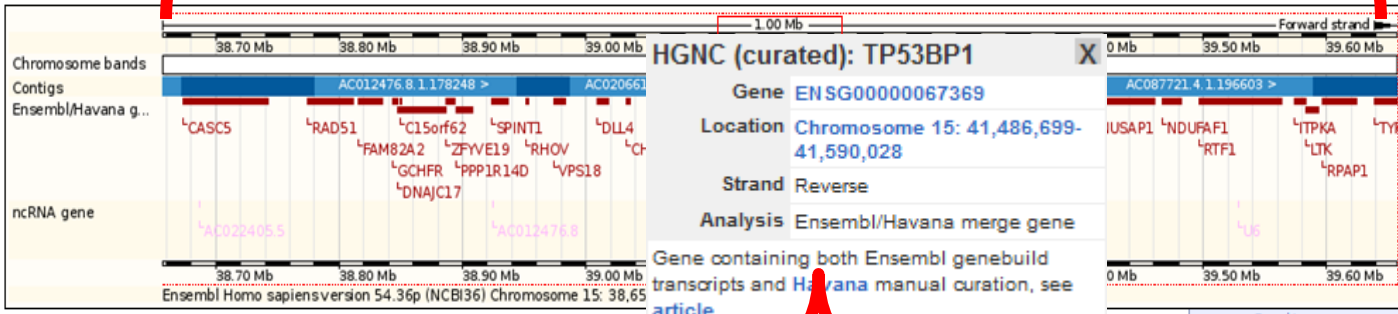 1.00 Mb
Forward strand
38.70 Mb 38.80 Mb 38.90 Mb 39.00 Mb 0 Mb 39.50 Mb 39.60 Mb
Chromosome bands
Contigs
AC012476.8.1.178248 > AC020661 AC087721.4.1.196603 >
Ensembl/Havana g...
CASC5 RAD51 C15orf62 SPINT1 DLL4 NUSAP1 NDUFAF1 ITPKA
FAM82A2 ZFYVE19 RHOV RTF1 LTK
GCHFR PPP1R14D VPS18 RPAP1
DNAJC17
ncRNA gene
AC022405.5 AC012476.8 U6
38.70 Mb 38.80 Mb 38.90 Mb 39.00 Mb 0 Mb 39.50 Mb 39.60 Mb
Ensembl Homo sapiens version 54.36p (NCBI36) Chromosome 15: 38,65
HGNC (curated): TP53BP1 X
Gene ENSG00000067369
Location Chromosome 15: 41,486,699-
41,590,028
Strand Reverse
Analysis Ensembl/Havana merge gene
Gene containing both Ensembl genebuild
transcripts and Havana manual curation, see
article